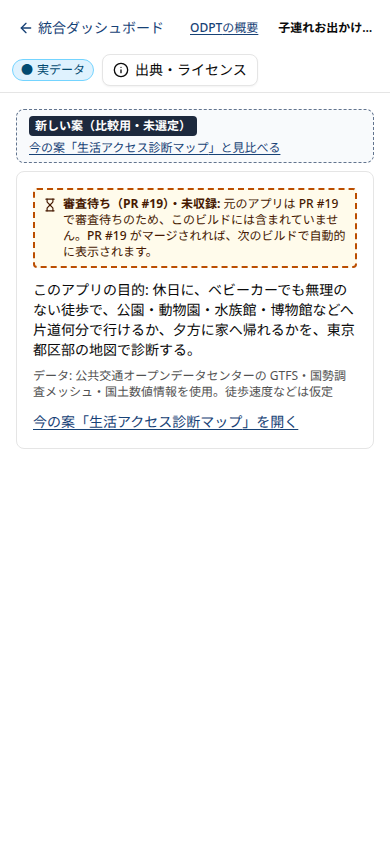 統合ダッシュボード ODPTの概要 子連れお出かけ…
実データ 出典・ライセンス
新しい案（比較用・未選定）
今の案「生活アクセス診断マップ」と見比べる
審査待ち（PR #19）・未収録: 元のアプリは PR #19
で審査待ちのため、このビルドには含まれていませ
ん。PR #19 がマージされれば、次のビルドで自動的
に表示されます。
このアプリの目的: 休日に、ベビーカーでも無理の
ない徒歩で、公園・動物園・水族館・博物館などへ
片道何分で行けるか、夕方に家へ帰れるかを、東京
都区部の地図で診断する。
データ: 公共交通オープンデータセンターの GTFS・国勢調
査メッシュ・国土数値情報を使用。徒歩速度などは仮定
今の案「生活アクセス診断マップ」を開く